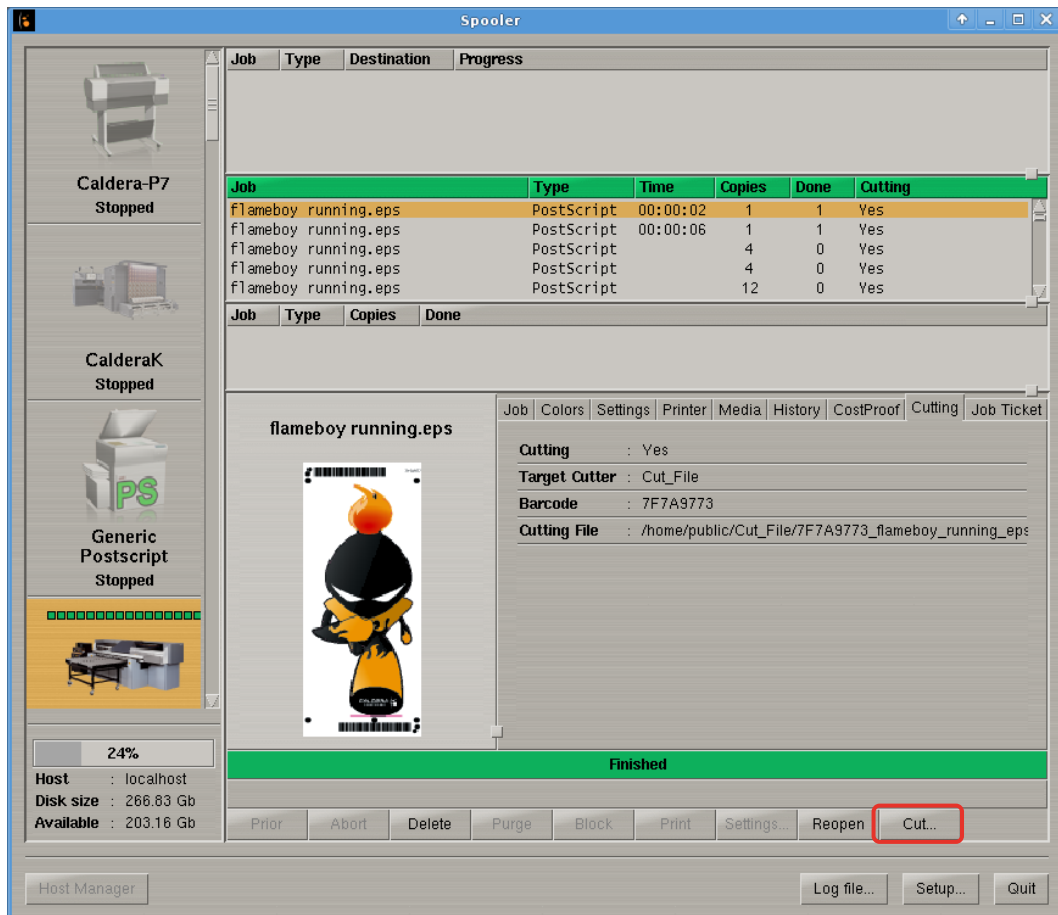 Spooler
Caldera-P7
Stopped
CalderaK
Stopped
PS
Generic
Postscript
Stopped
24%
Host : localhost
Disk size : 266.83 Gb
Available : 203.16 Gb
Job Type Destination Progress
Job Type Time Copies Done Cutting
flameboy running.eps PostScript 00:00:02 1 1 Yes
flameboy running.eps PostScript 00:00:06 1 1 Yes
flameboy running.eps PostScript 4 0 Yes
flameboy running.eps PostScript 4 0 Yes
flameboy running.eps PostScript 12 0 Yes
Job Type Copies Done
flameboy running.eps
CALDERA
Job Colors Settings Printer Media History CostProof Cutting Job Ticket
Cutting : Yes
Target Cutter : Cut_File
Barcode : 7F7A9773
Cutting File : /home/public/Cut_File/7F7A9773_flameboy_running_eps
Finished
Prior Abort Delete Purge Block Print Settings... Reopen Cut...
Host Manager Log file... Setup... Quit